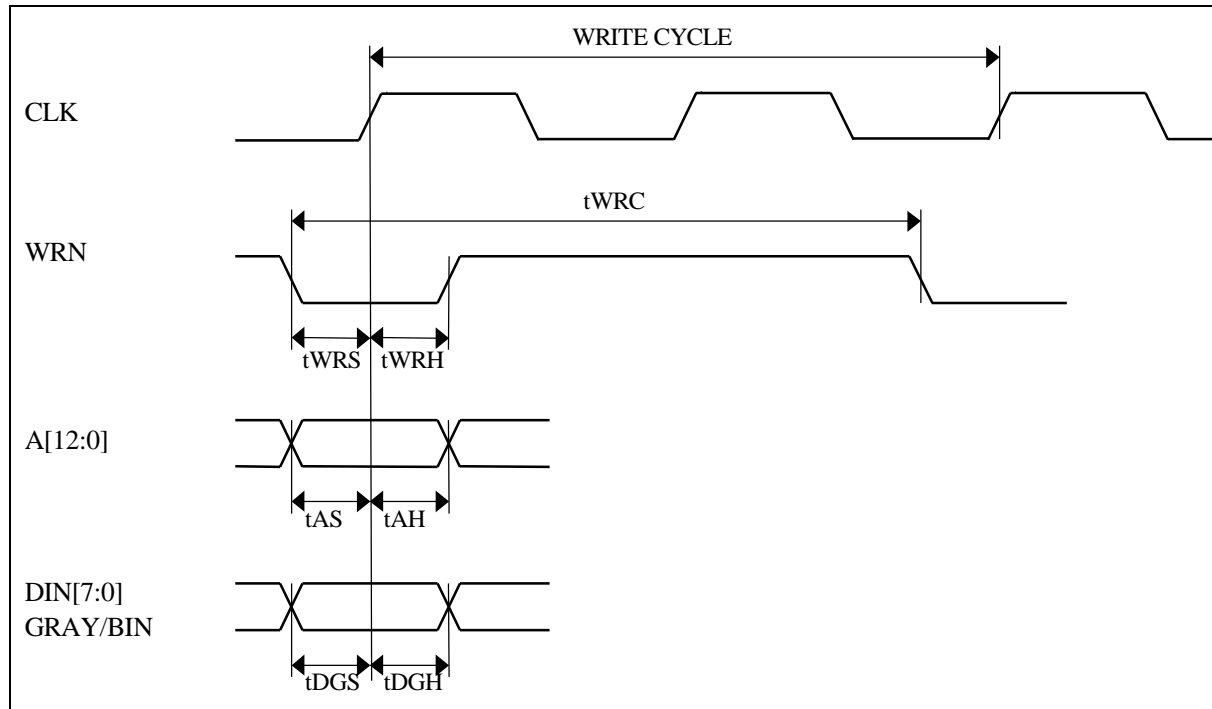 WRITE CYCLE
CLK
tWRC
WRN
tWRS tWRH
A[12:0]
tAS tAH
DIN[7:0]
GRAY/BIN
tDGS tDGH